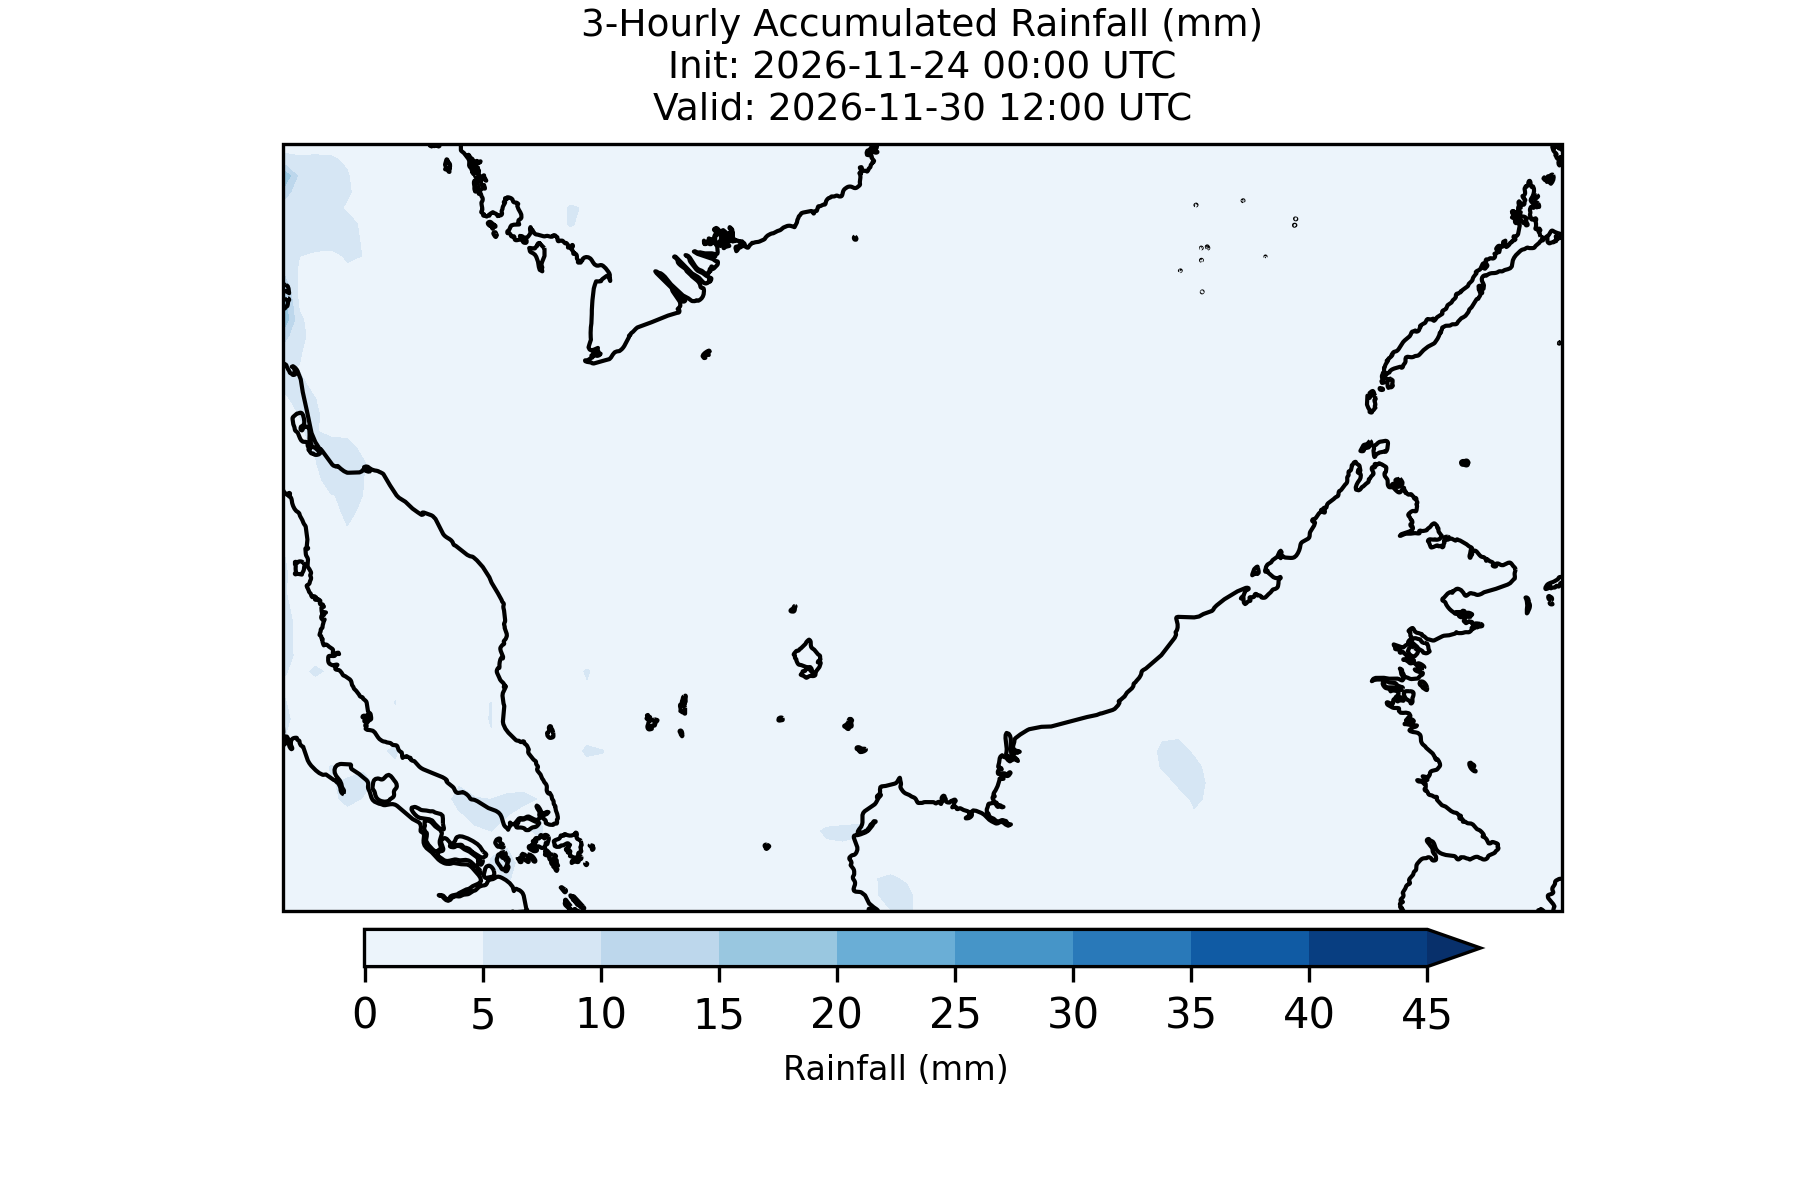 3-Hourly Accumulated Rainfall (mm)
Init: 2026-11-24 00:00 UTC
Valid: 2026-11-30 12:00 UTC
0 5 10 15 20 25 30 35 40 45
Rainfall (mm)